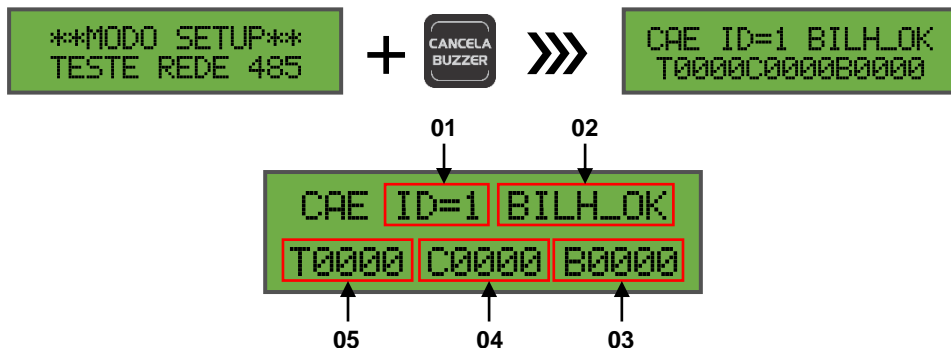 **MODO SETUP**
TESTE REDE 485
+
CANCELA
BUZZER
CAE ID=1 BILH_OK
T0000C0000B0000
01
02
CAE ID=1 BILH_OK
T0000 C0000 B0000
05
04
03